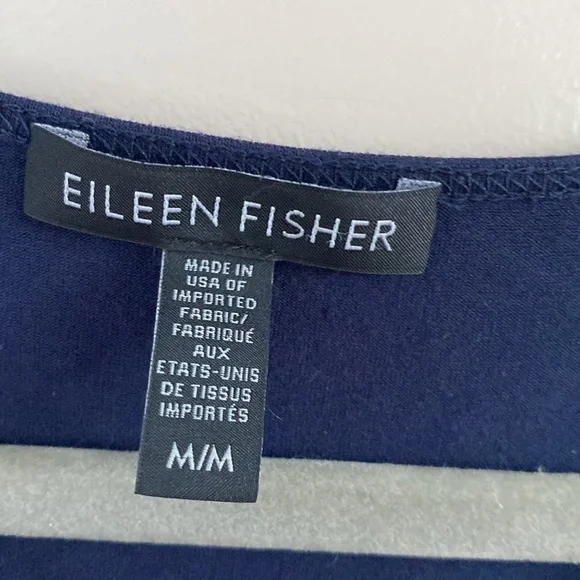 EILEEN FISHER
MADE IN
USA OF
IMPORTED
FABRIC/
FABRIQUÉ
AUX
ETATS-UNIS
DE TISSUS
IMPORTÉS
M/M